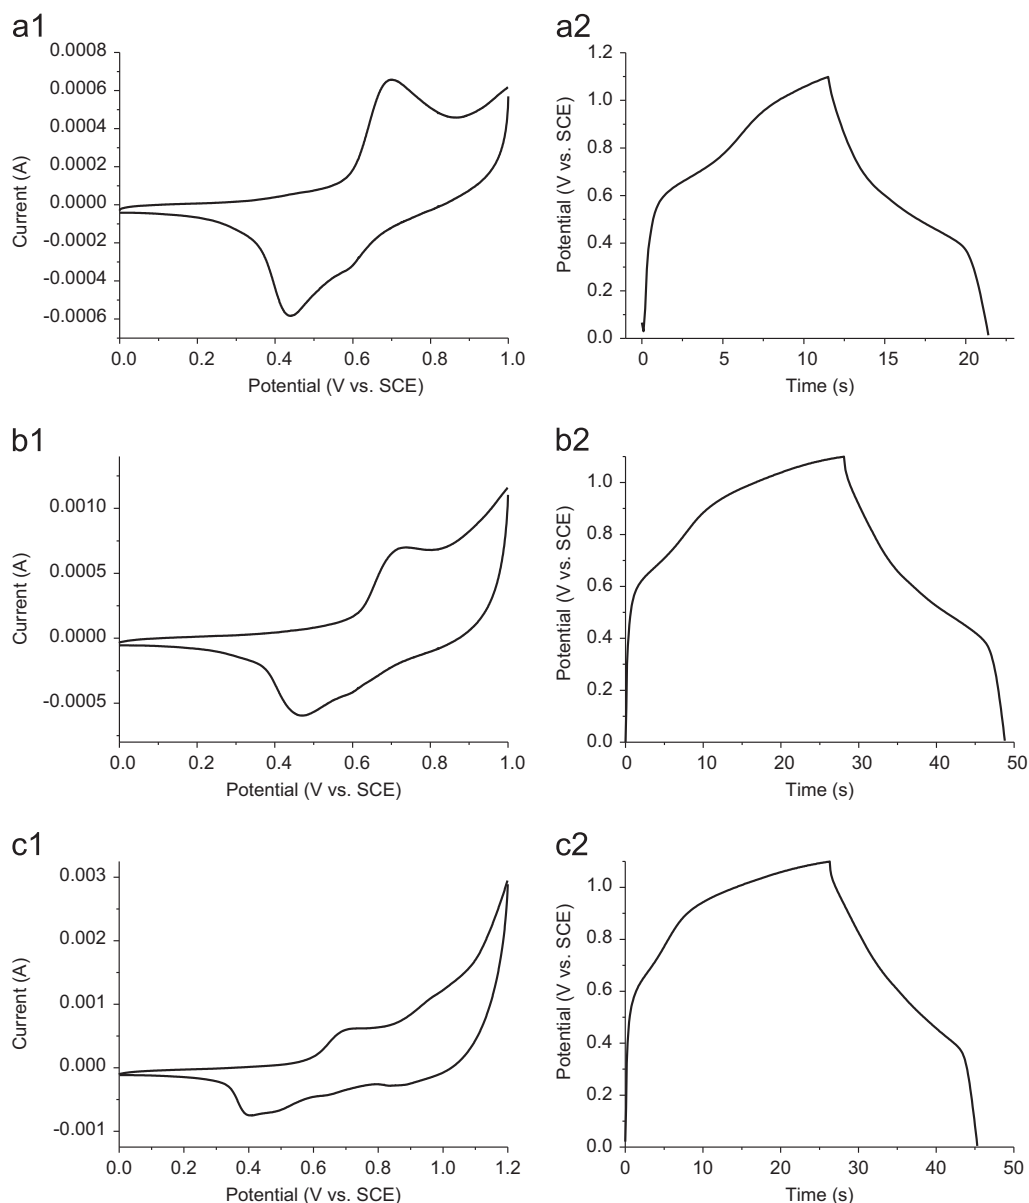 a1
0.0008
0.0006
0.0004
0.0002
0.0000
-0.0002
-0.0004
-0.0006
Current (A)
0.0 0.2 0.4 0.6 0.8 1.0
Potential (V vs. SCE)
a2
1.2
1.0
0.8
0.6
0.4
0.2
0.0
Potential (V vs. SCE)
0 5 10 15 20
Time (s)
b1
0.0010
0.0005
0.0000
-0.0005
Current (A)
0.0 0.2 0.4 0.6 0.8 1.0
Potential (V vs. SCE)
b2
1.0
0.8
0.6
0.4
0.2
0.0
Potential (V vs. SCE)
0 10 20 30 40 50
Time (s)
c1
0.003
0.002
0.001
0.000
-0.001
Current (A)
0.0 0.2 0.4 0.6 0.8 1.0 1.2
Potential (V vs. SCE)
c2
1.0
0.8
0.6
0.4
0.2
0.0
Potential (V vs. SCE)
0 10 20 30 40 50
Time (s)